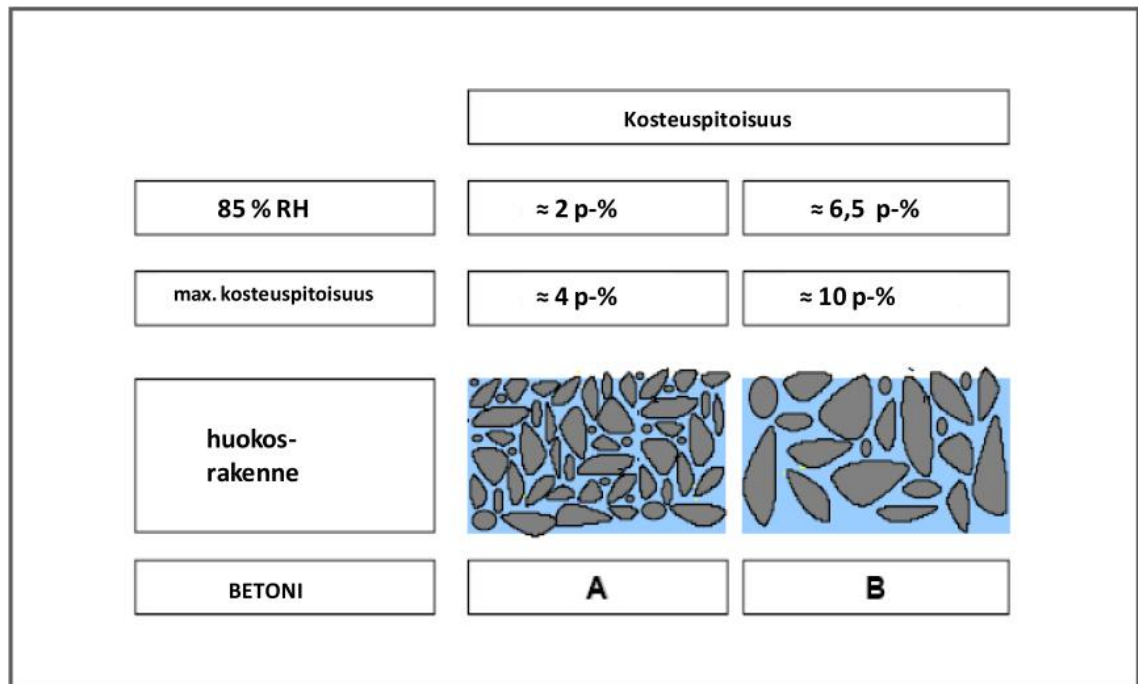 Kosteuspitoisuus
85 % RH
≈ 2 p-%
≈ 6,5 p-%
max. kosteuspitoisuus
≈ 4 p-%
≈ 10 p-%
huokos-
rakenne
BETONI
A
B